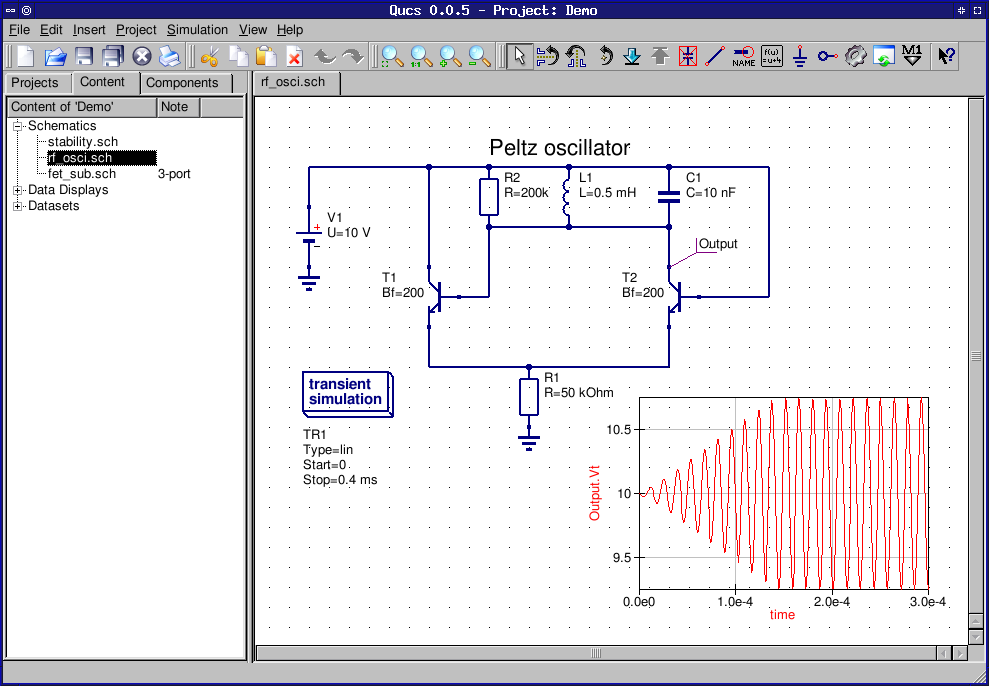 Qucs 0.0.5 - Project: Demo
File Edit Insert Project Simulation View Help
1:1 NAME f(u) =u+4 M1 ?
Projects Content Components
Content of 'Demo' Note
Schematics
stability.sch
rf_osci.sch
fet_sub.sch 3-port
Data Displays
Datasets
rf_osci.sch
Peltz oscillator
R2
R=200k
L1
L=0.5 mH
C1
C=10 nF
V1
U=10 V
+
−
Output
T1
Bf=200
T2
Bf=200
transient
simulation
TR1
Type=lin
Start=0
Stop=0.4 ms
R1
R=50 kOhm
Output.Vt
10.5
10
9.5
0.0e0 1.0e-4 2.0e-4 3.0e-4
time